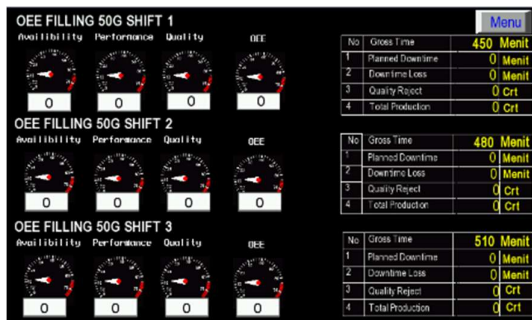 OEE FILLING 50G SHIFT 1
Menu
Availibility Performance Quality OEE
0 0 0 0
No Gross Time 450 Menit
1 Planned Downtime 0 Menit
2 Downtime Loss 0 Menit
3 Quality Reject 0 Crt
4 Total Production 0 Crt
OEE FILLING 50G SHIFT 2
Availibility Performance Quality OEE
0 0 0 0
No Gross Time 480 Menit
1 Planned Downtime 0 Menit
2 Downtime Loss 0 Menit
3 Quality Reject 0 Crt
4 Total Production 0 Crt
OEE FILLING 50G SHIFT 3
Availibility Performance Quality OEE
0 0 0 0
No Gross Time 510 Menit
1 Planned Downtime 0 Menit
2 Downtime Loss 0 Menit
3 Quality Reject 0 Crt
4 Total Production 0 Crt